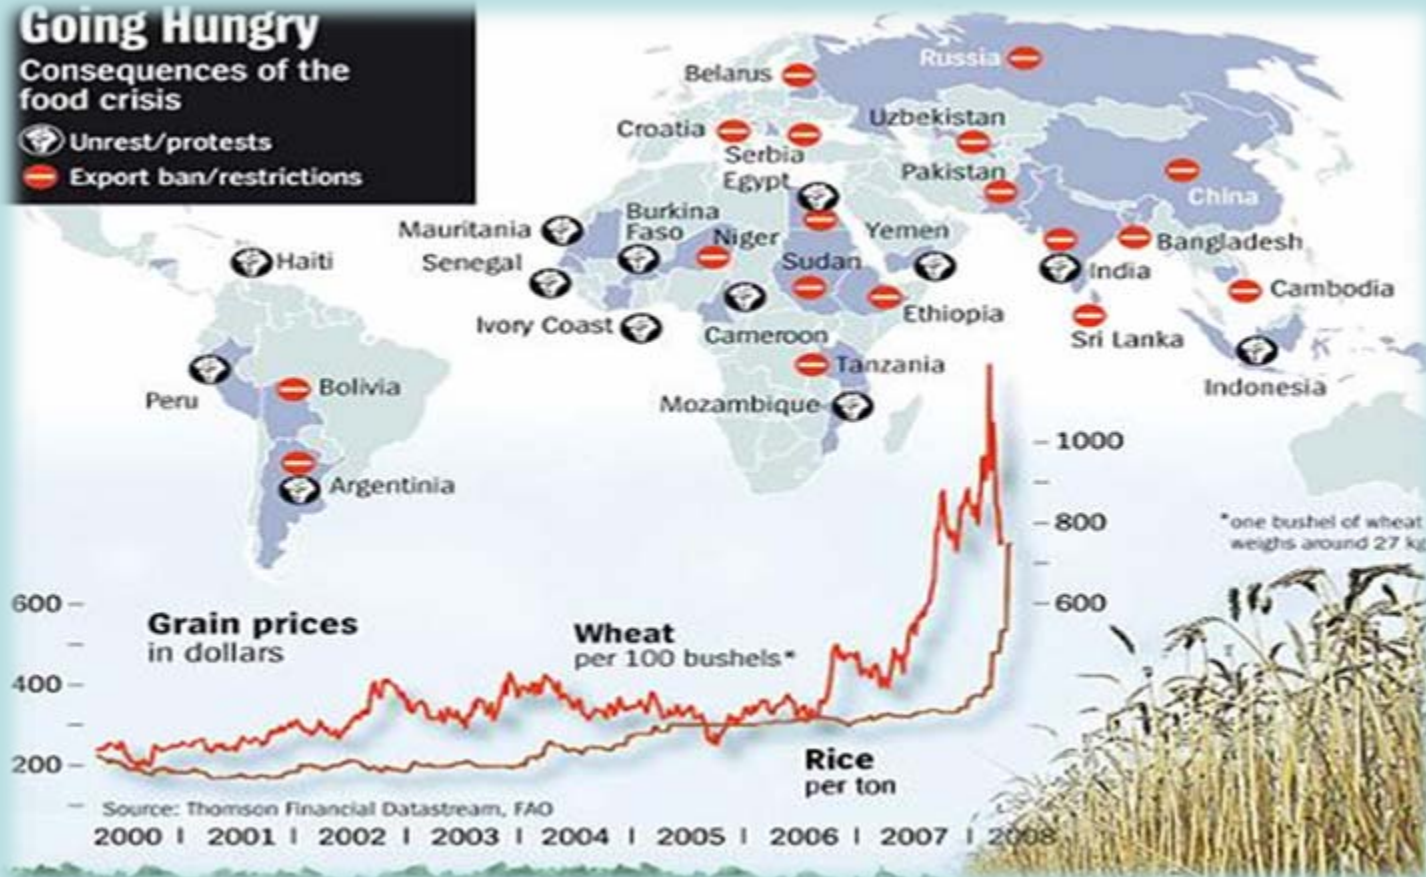 Going Hungry
Consequences of the
food crisis
Unrest/protests
Export ban/restrictions
Belarus
Russia
Croatia
Serbia
Uzbekistan
Egypt
Pakistan
China
Mauritania
Burkina
Faso
Niger
Yemen
Bangladesh
Haiti
Senegal
Sudan
India
Cambodia
Ivory Coast
Cameroon
Ethiopia
Sri Lanka
Peru
Bolivia
Tanzania
Indonesia
Mozambique
Argentinia
1000
800
600
*one bushel of wheat
weighs around 27
600
400
200
Grain prices
in dollars
Wheat
per 100 bushels*
Rice
per ton
Source: Thomson Financial Datastream, FAO
2000 | 2001 | 2002 | 2003 | 2004 | 2005 | 2006 | 2007 | 2008